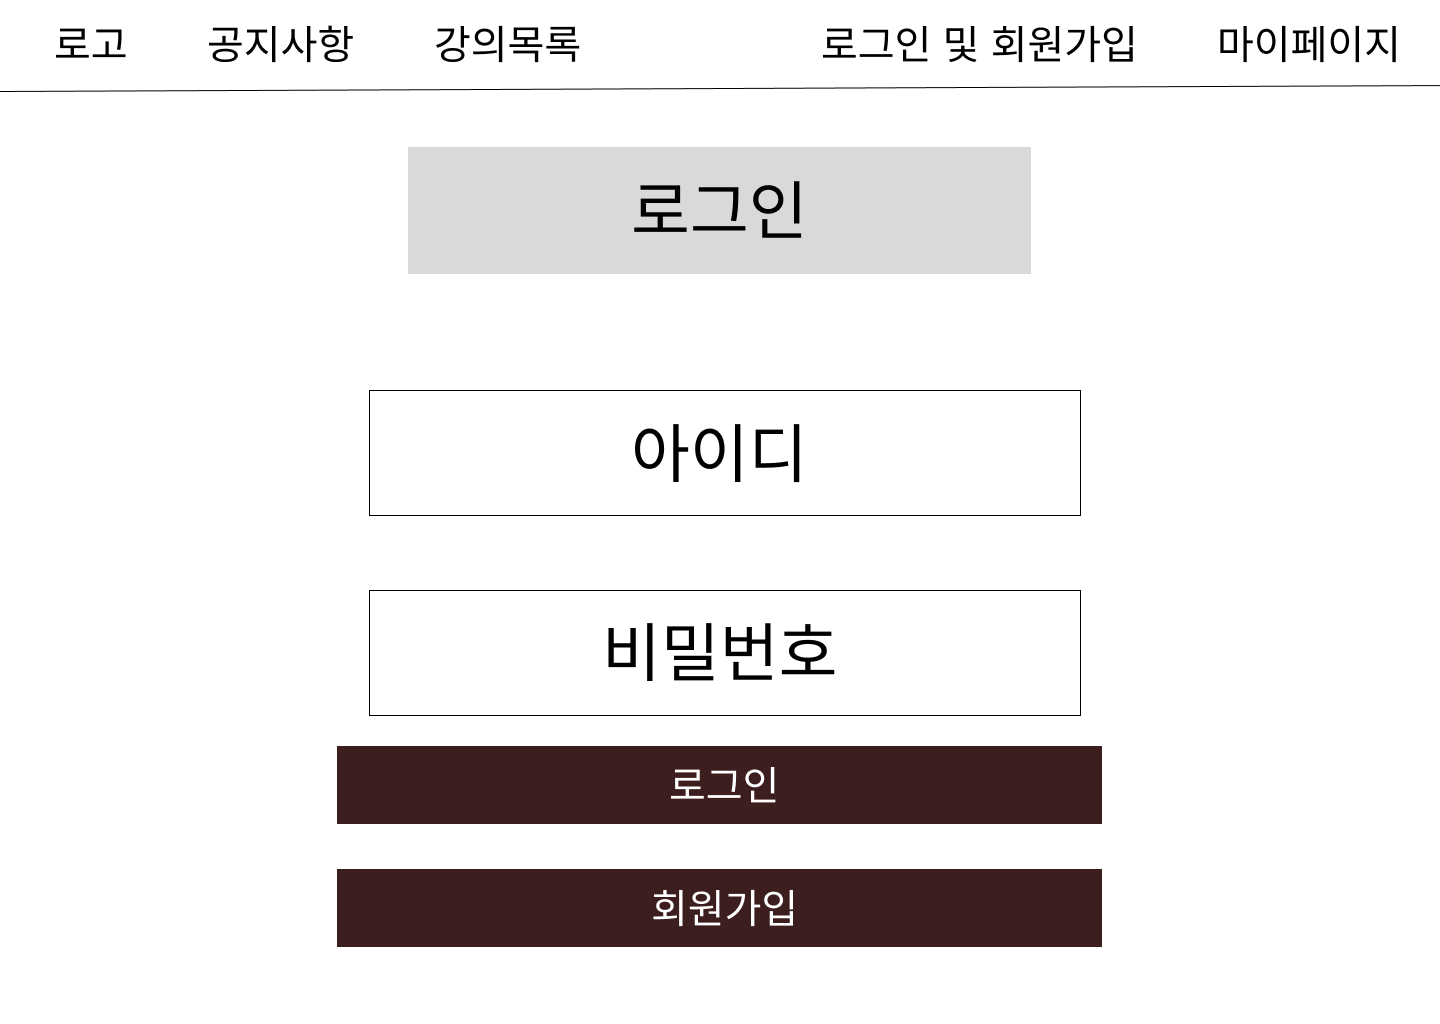 로고 공지사항 강의목록 로그인 및 회원가입 마이페이지
로그인
아이디
비밀번호
로그인
회원가입